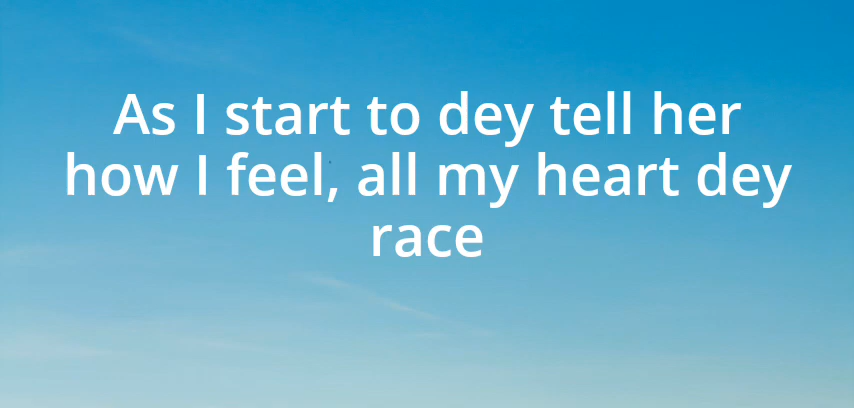 As I start to dey tell her
how I feel, all my heart dey
race